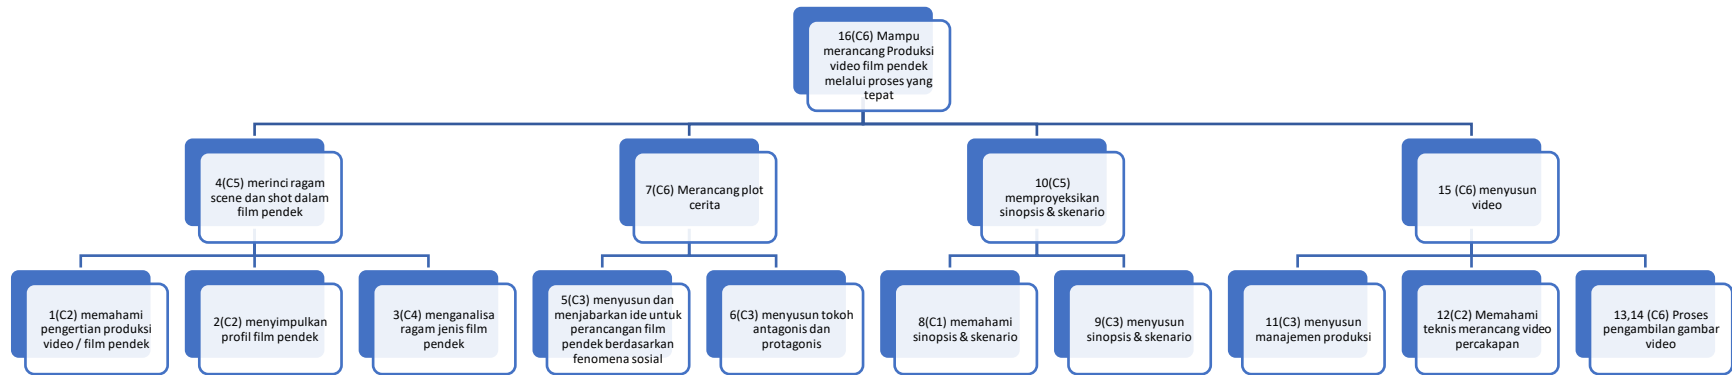 16(C6) Mampu
merancang Produksi
video film pendek
melalui proses yang
tepat
4(C5) merinci ragam
scene dan shot dalam
film pendek
7(C6) Merancang plot
cerita
10(C5)
memproyeksikan
sinopsis & skenario
15 (C6) menyusun
video
1(C2) memahami
pengertian produksi
video / film pendek
2(C2) menyimpulkan
profil film pendek
3(C4) menganalisa
ragam jenis film
pendek
5(C3) menyusun dan
menjabarkan ide untuk
perancangan film
pendek berdasarkan
fenomena sosial
6(C3) menyusun tokoh
antagonis dan
protagonis
8(C1) memahami
sinopsis & skenario
9(C3) menyusun
sinopsis & skenario
11(C3) menyusun
manajemen produksi
12(C2) Memahami
teknis merancang video
percakapan
13,14 (C6) Proses
pengambilan gambar
video